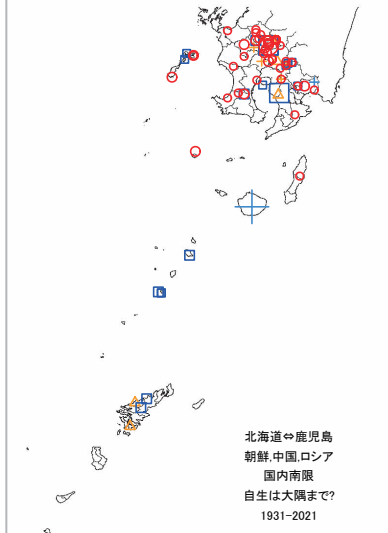 北海道⇔鹿児島
朝鮮,中国,ロシア
国内南限
自生は大隅まで?
1931-2021